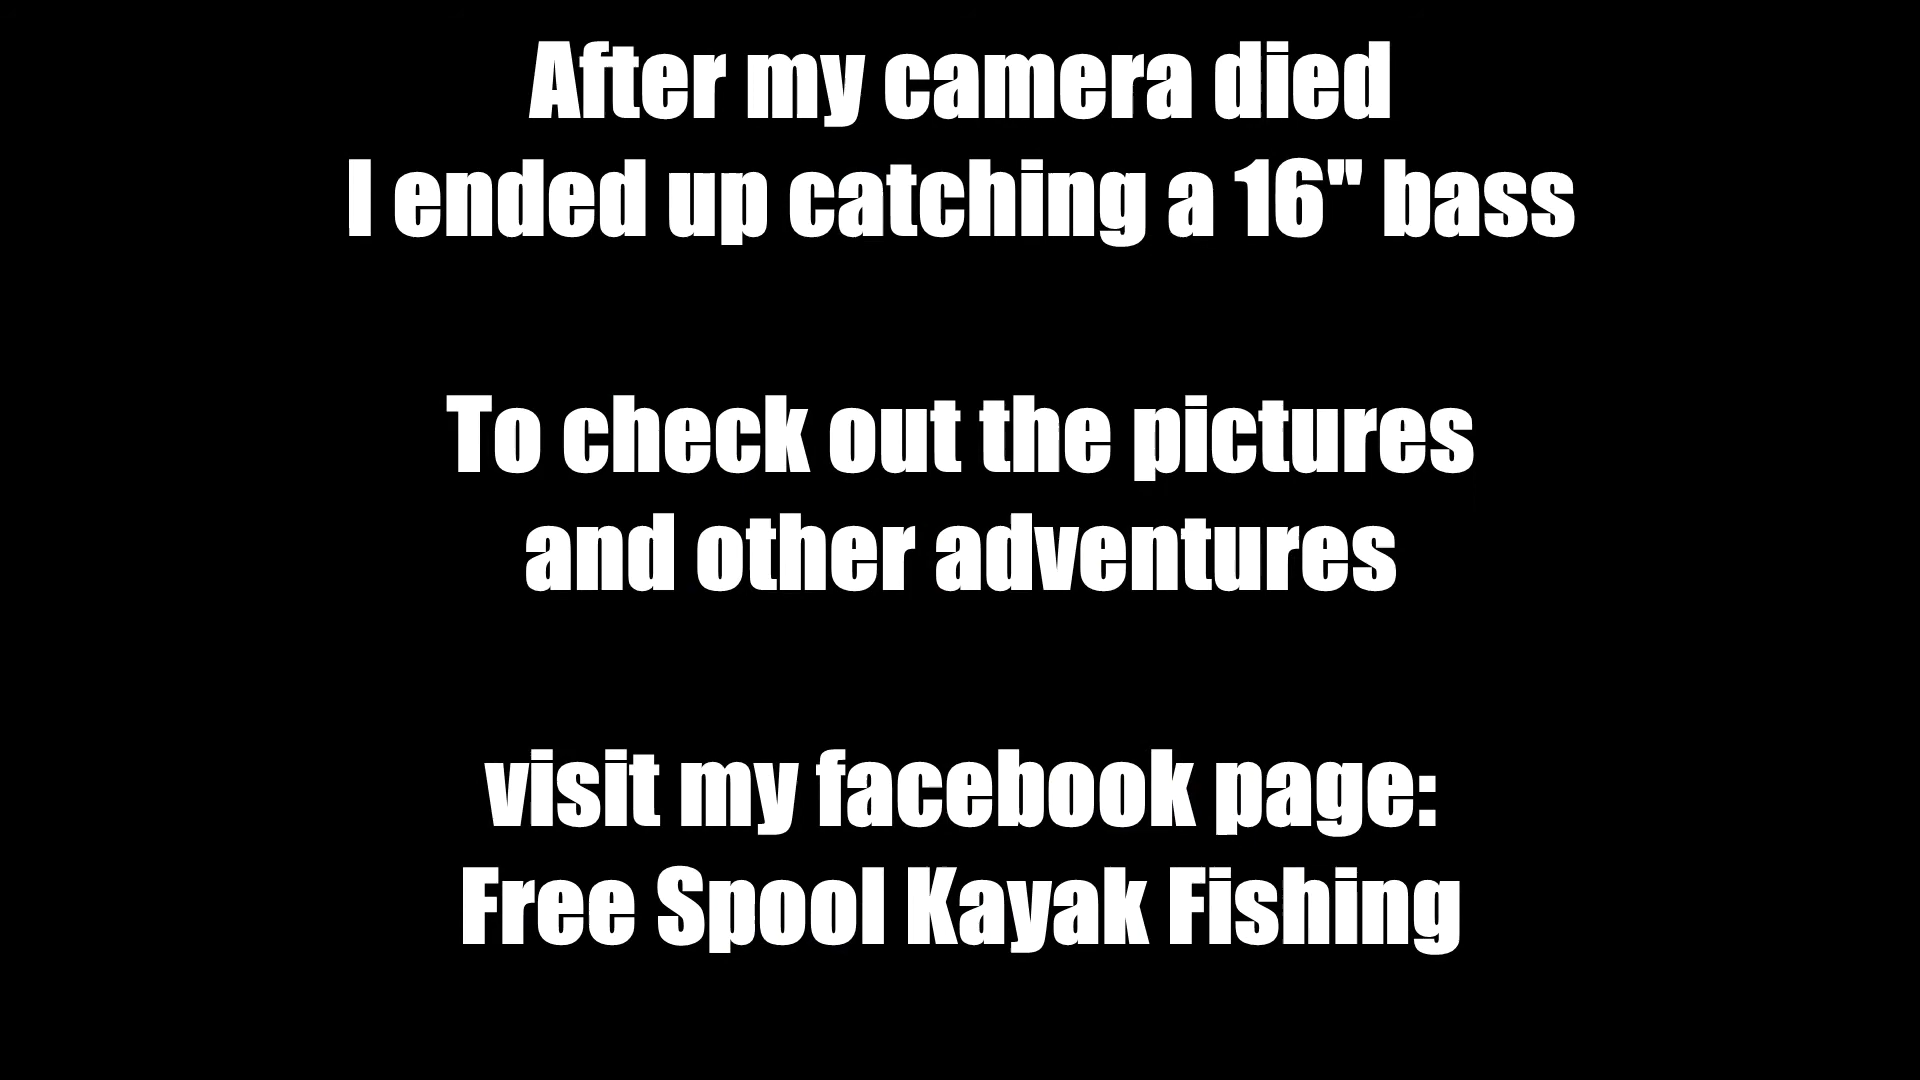 After my camera died
I ended up catching a 16" bass
To check out the pictures
and other adventures
visit my facebook page:
Free Spool Kayak Fishing